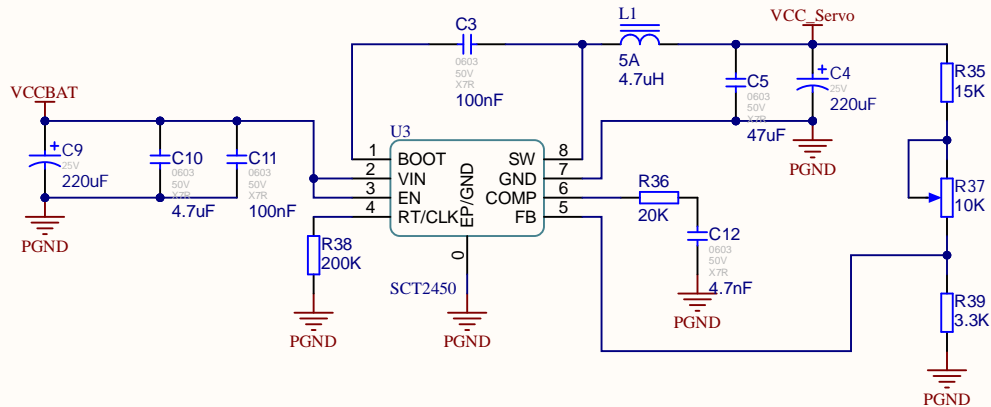 VCCBAT
C9
25V
220uF
PGND
C10
0603
50V
X7R
4.7uF
C11
0603
50V
X7R
100nF
C3
0603
50V
X7R
100nF
U3
1 BOOT
2 VIN
3 EN
4 RT/CLK
EP/GND
0
SW 8
GND 7
COMP 6
FB 5
SCT2450
PGND
R38
200K
PGND
L1
5A
4.7uH
VCC_Servo
C5
0603
50V
X7R
47uF
C4
25V
220uF
PGND
R36
20K
C12
0603
50V
X7R
4.7nF
PGND
R35
15K
R37
10K
R39
3.3K
PGND